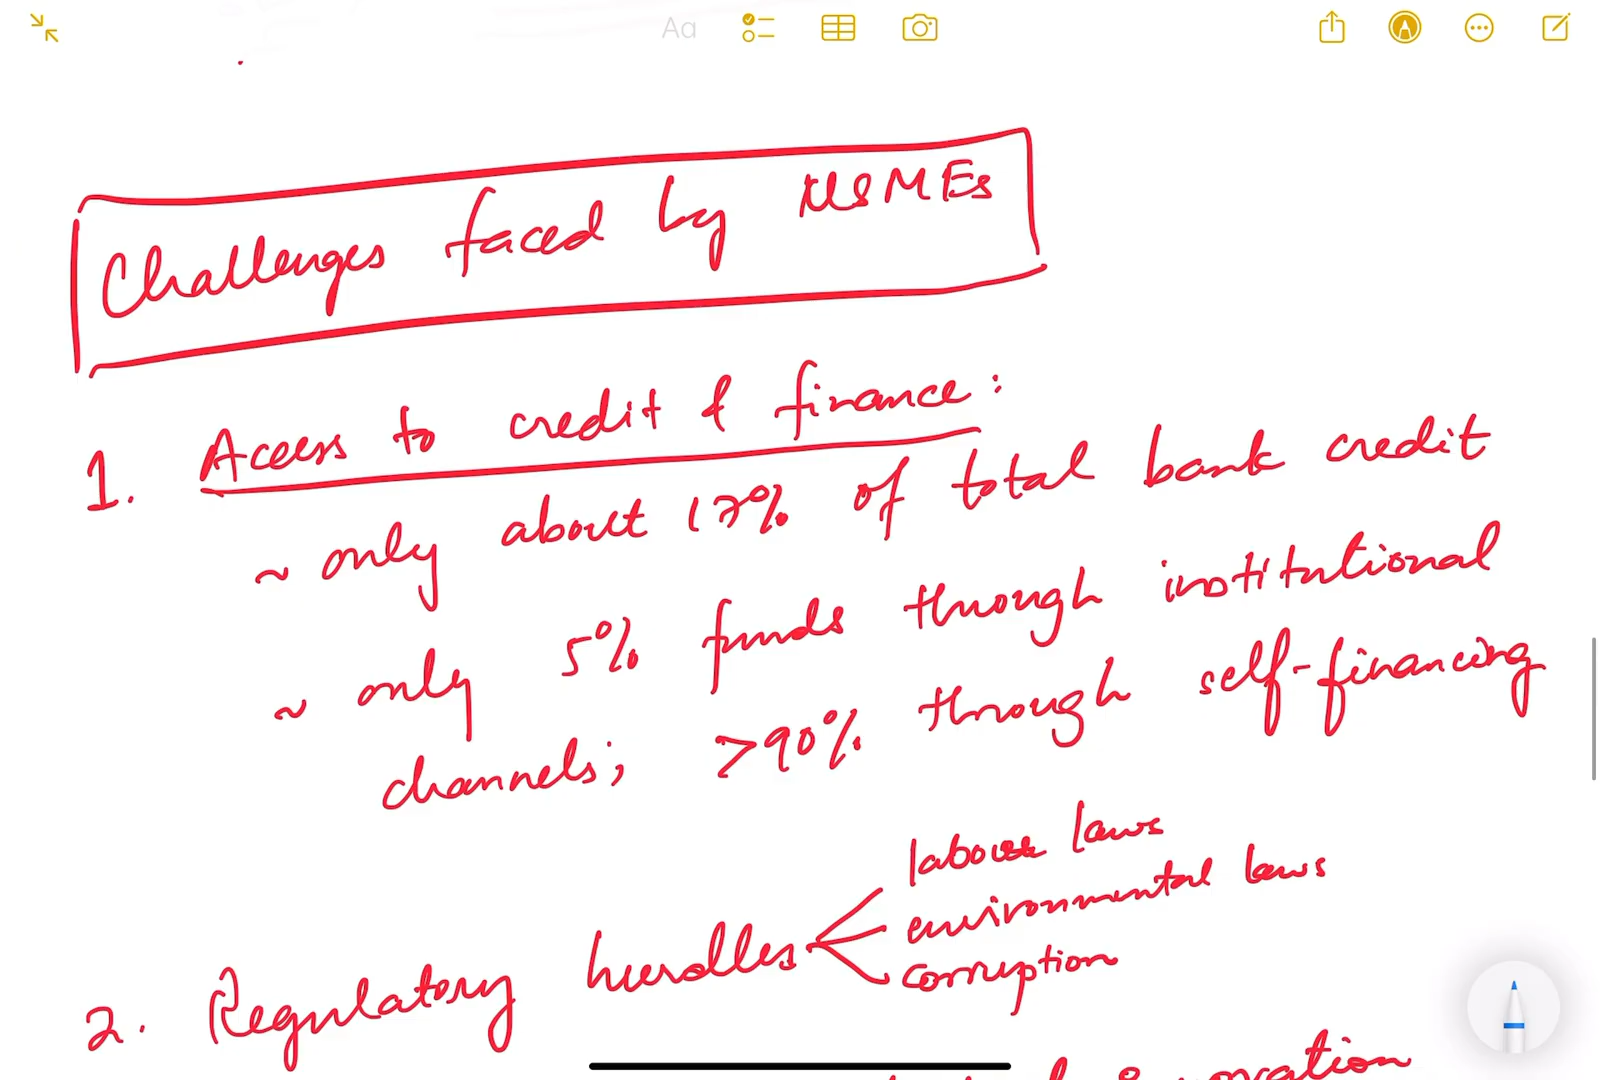 Aa
Challenges faced by MSMEs
1. Access to credit & finance:
~ only about 17% of total bank credit
~ only 5% funds through institutional
channels; >90% through self-financing
labour laws
environmental laws
2. Regulatory hurdles
corruption